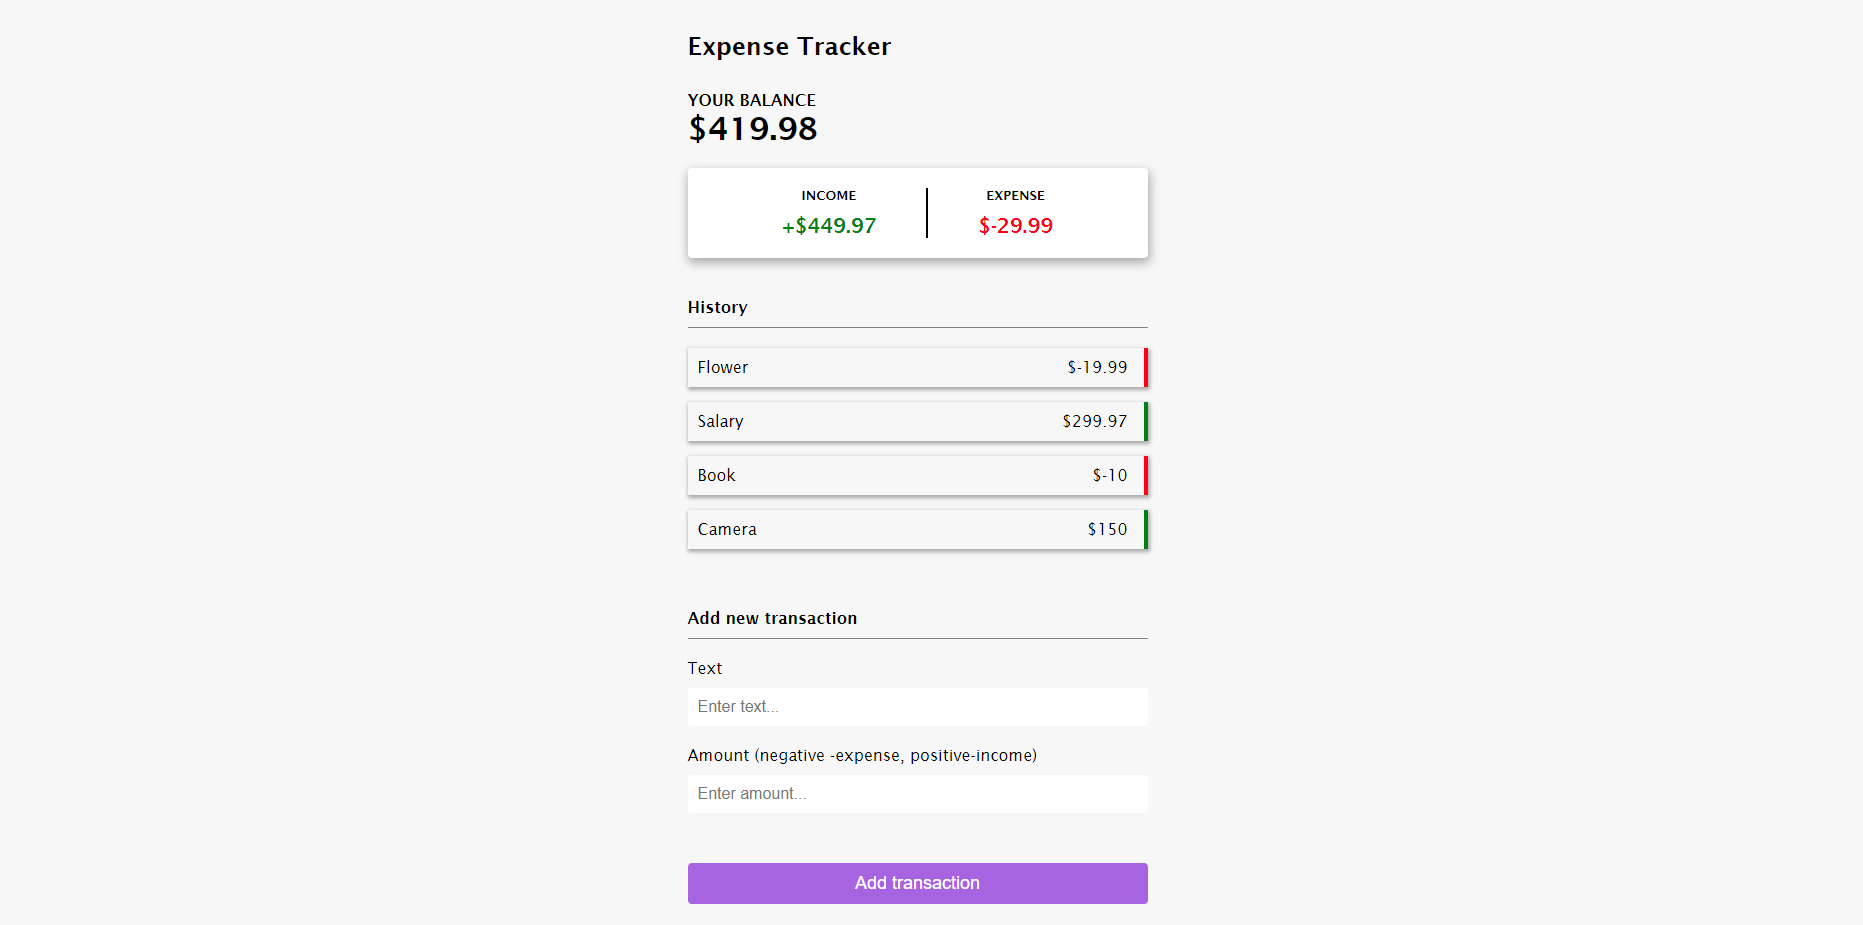 Expense Tracker
YOUR BALANCE
$419.98
INCOME EXPENSE
+$449.97 $-29.99
History
Flower $-19.99
Salary $299.97
Book $-10
Camera $150
Add new transaction
Text
Enter text...
Amount (negative -expense, positive-income)
Enter amount...
Add transaction